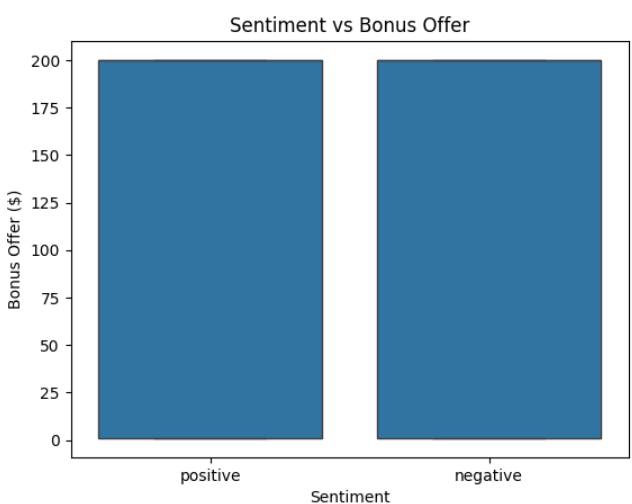 Sentiment vs Bonus Offer
200
175
150
125
100
75
50
25
0
Bonus Offer ($)
positive
negative
Sentiment